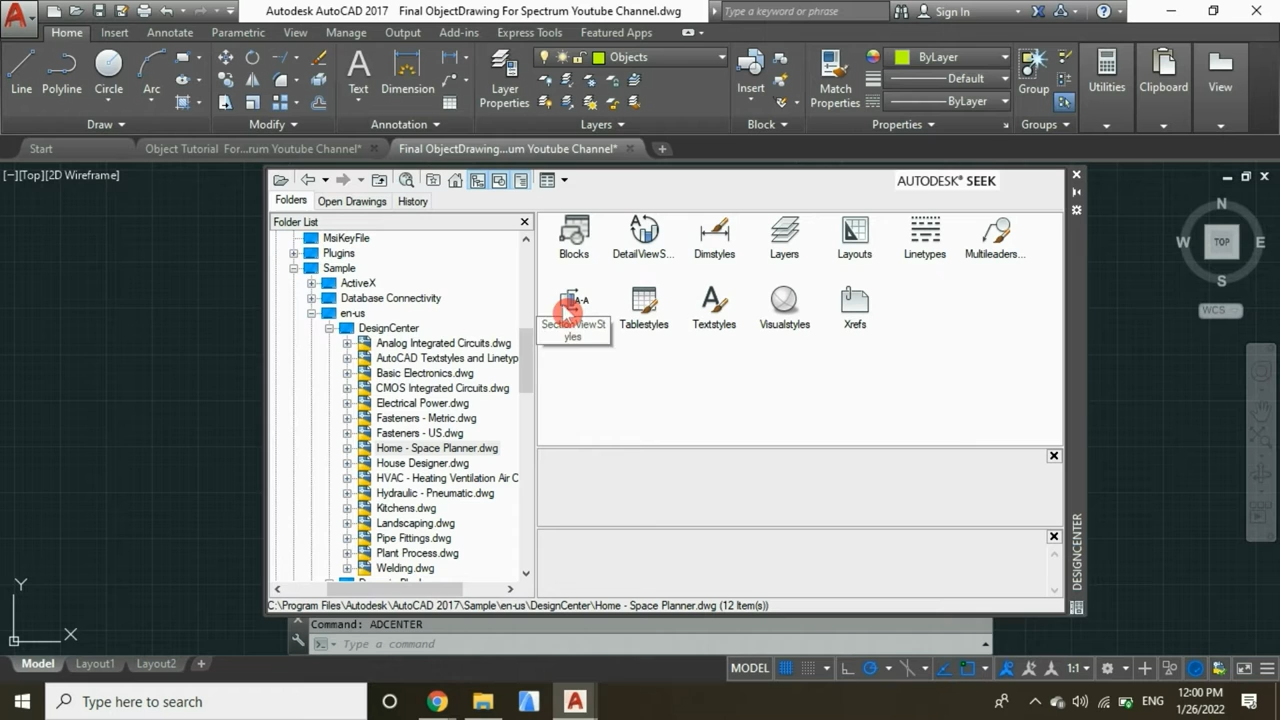 Autodesk AutoCAD 2017 Final ObjectDrawing For Spectrum Youtube Channel.dwg
Type a keyword or phrase
Sign In
Home Insert Annotate Parametric View Manage Output Add-ins Express Tools Featured Apps
Objects
ByLayer
Default
ByLayer
Line Polyline Circle Arc
Text Dimension
Layer Properties
Insert
Match Properties
Group
Utilities
Clipboard
View
Draw Modify Annotation Layers Block Properties Groups
Start Object Tutorial For...rum Youtube Channel* Final ObjectDrawing...um Youtube Channel*
[−][Top][2D Wireframe]
AUTODESK® SEEK
Folders Open Drawings History
Folder List
MsiKeyFile
Plugins
Sample
ActiveX
Database Connectivity
en-us
DesignCenter
Analog Integrated Circuits.dwg
AutoCAD Textstyles and Linetyp
Basic Electronics.dwg
CMOS Integrated Circuits.dwg
Electrical Power.dwg
Fasteners - Metric.dwg
Fasteners - US.dwg
Home - Space Planner.dwg
House Designer.dwg
HVAC - Heating Ventilation Air C
Hydraulic - Pneumatic.dwg
Kitchens.dwg
Landscaping.dwg
Pipe Fittings.dwg
Plant Process.dwg
Welding.dwg
Blocks DetailViewS... Dimstyles Layers Layouts Linetypes Multileaders...
A-A
SectionViewSt
yles
Tablestyles Textstyles Visualstyles Xrefs
N
W TOP E
S
WCS
DESIGNCENTER
C:\Program Files\Autodesk\AutoCAD 2017\Sample\en-us\DesignCenter\Home - Space Planner.dwg (12 Item(s))
Command: ADCENTER
Type a command
Y
X
Model Layout1 Layout2
MODEL
1:1
Type here to search
ENG
12:00 PM
1/26/2022